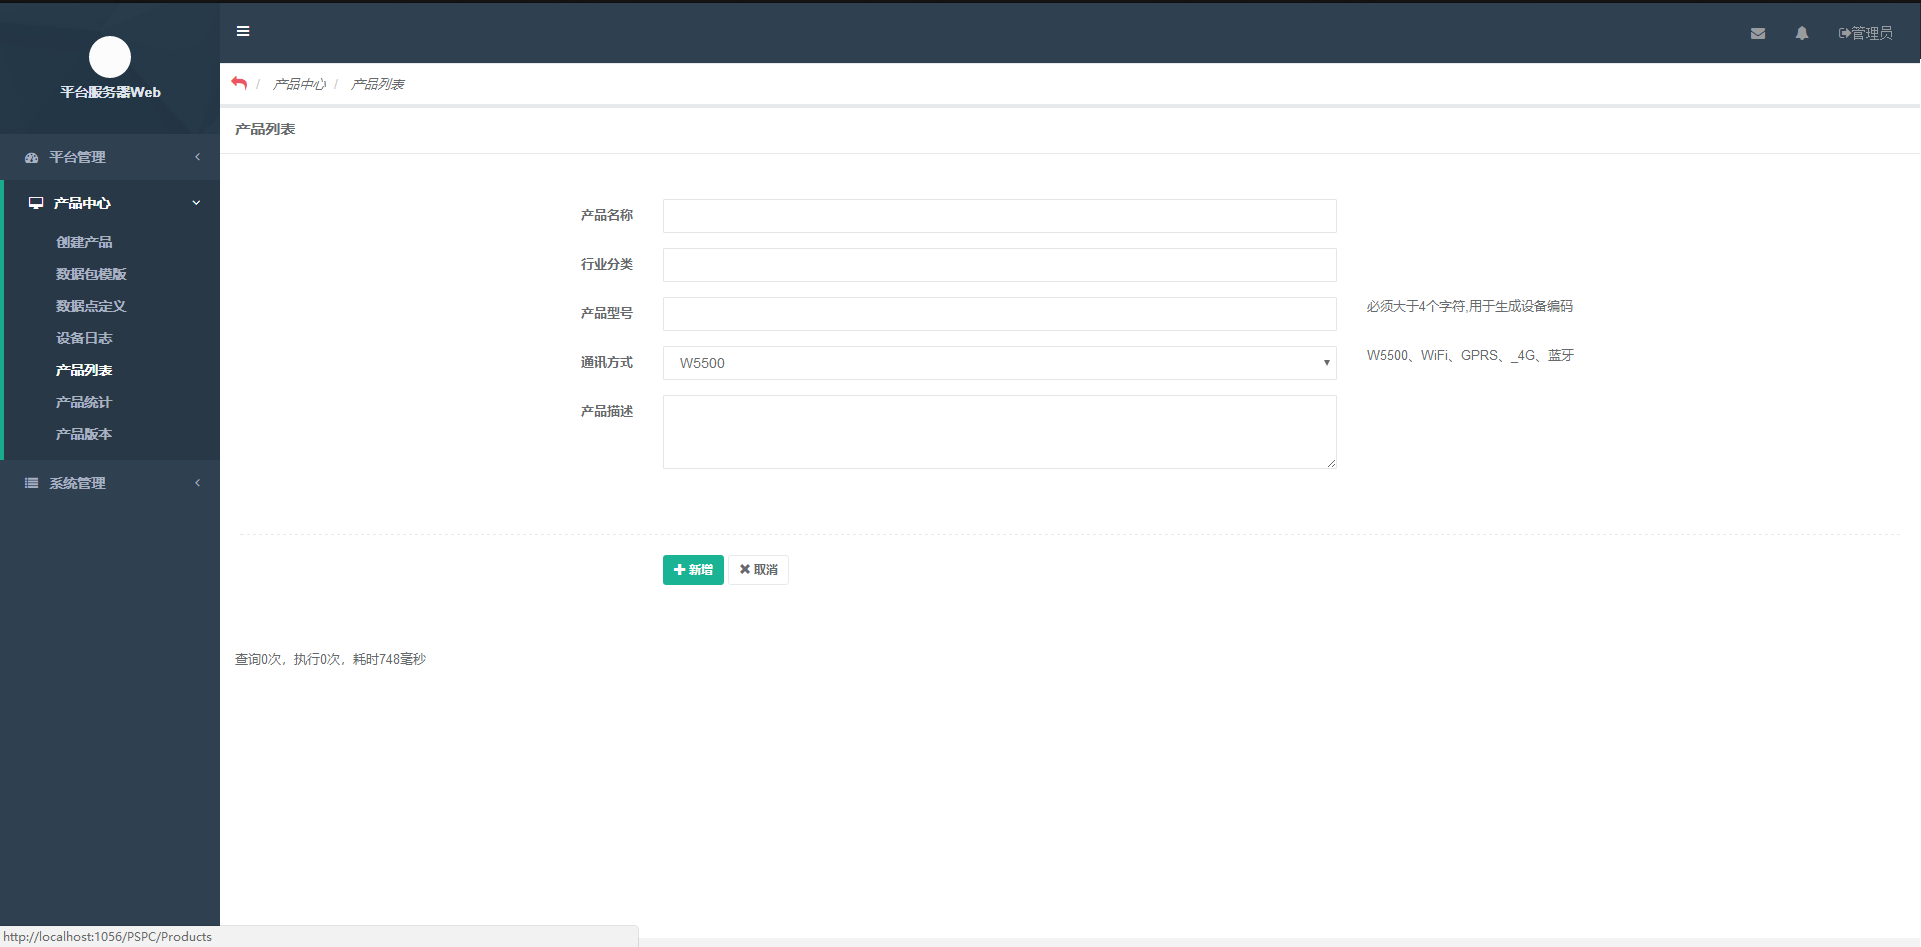 平台服务器Web
管理员
/ 产品中心 / 产品列表
产品列表
平台管理
产品中心
创建产品
数据包模版
数据点定义
设备日志
产品列表
产品统计
产品版本
系统管理
产品名称
行业分类
产品型号
必须大于4个字符,用于生成设备编码
通讯方式
W5500
W5500、WiFi、GPRS、_4G、蓝牙
产品描述
新增
取消
查询0次，执行0次，耗时748毫秒
http://localhost:1056/PSPC/Products